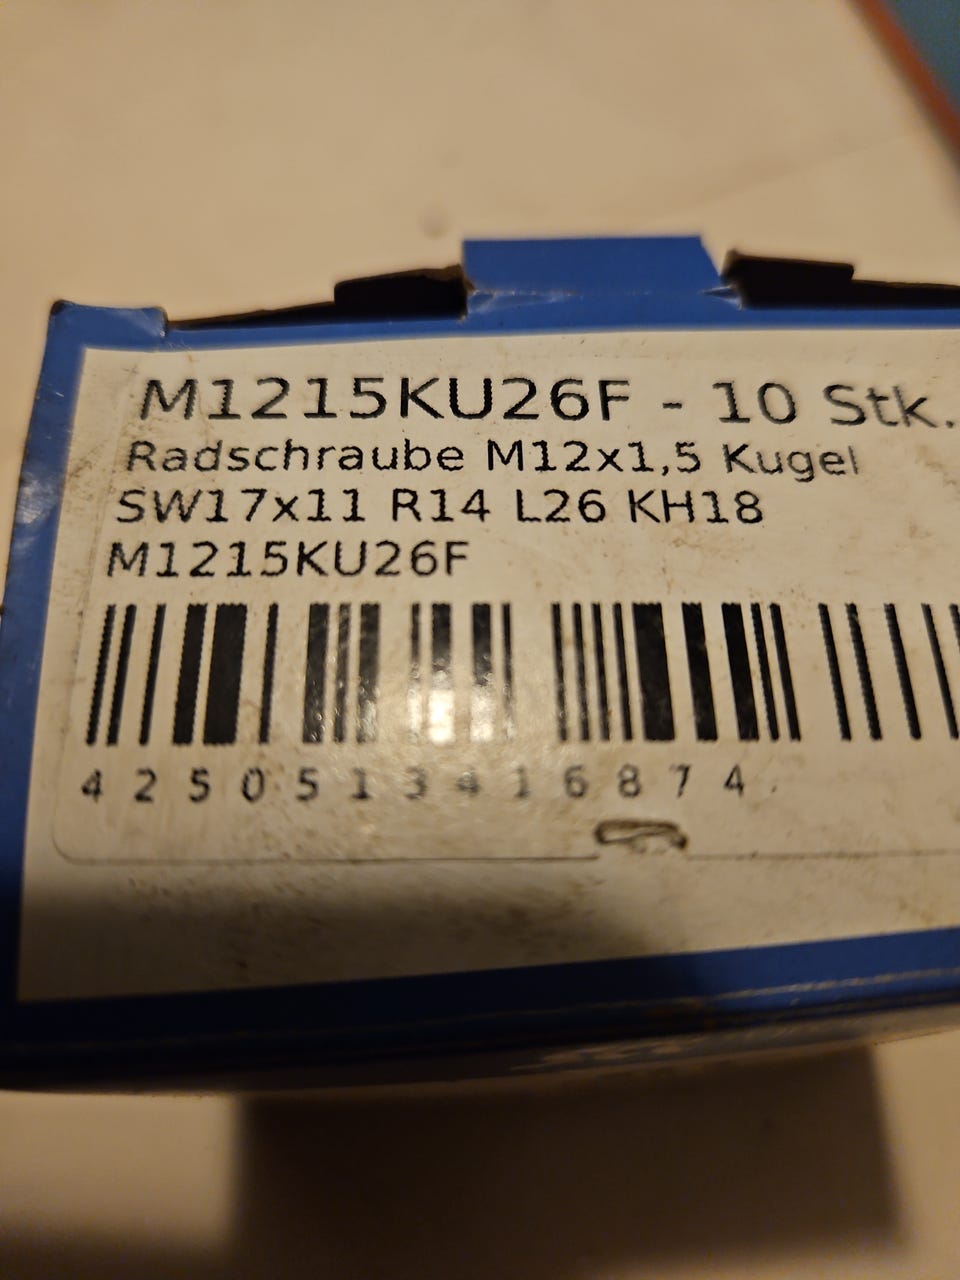 M1215KU26F - 10 Stk.
Radschraube M12x1,5 Kugel
SW17x11 R14 L26 KH18
M1215KU26F
4250513416874